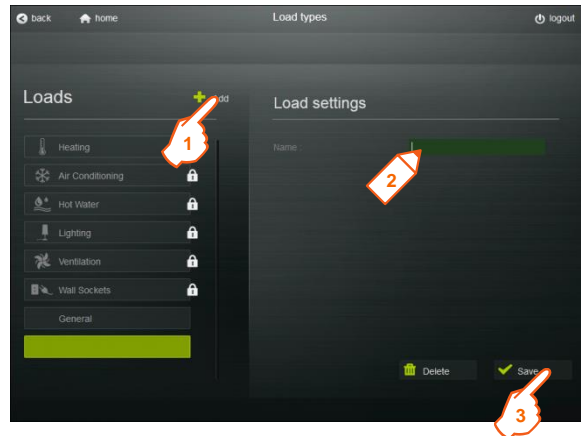 back
home
Load types
logout
Loads
dd
Load settings
Heating
1
Name :
Air Conditioning
2
Hot Water
Lighting
Ventilation
Wall Sockets
General
Delete
Save
3